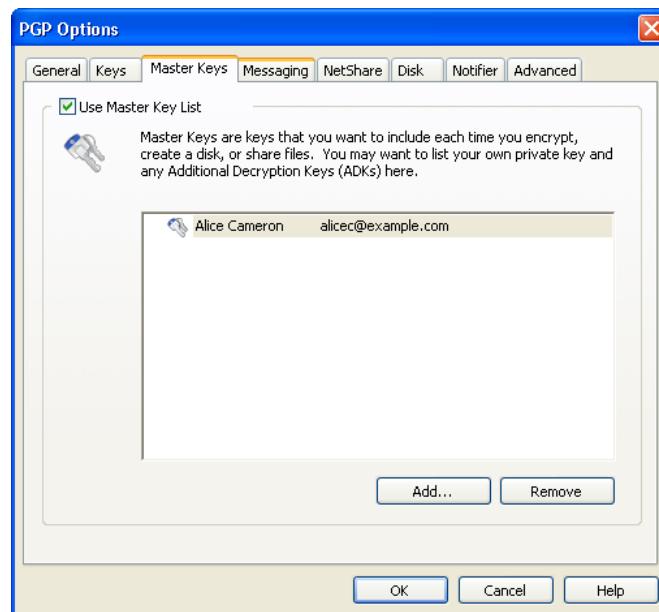 PGP Options
General Keys Master Keys Messaging NetShare Disk Notifier Advanced
Use Master Key List
Master Keys are keys that you want to include each time you encrypt,
create a disk, or share files.  You may want to list your own private key and
any Additional Decryption Keys (ADKs) here.
Alice Cameron alicec@example.com
Add... Remove
OK Cancel Help